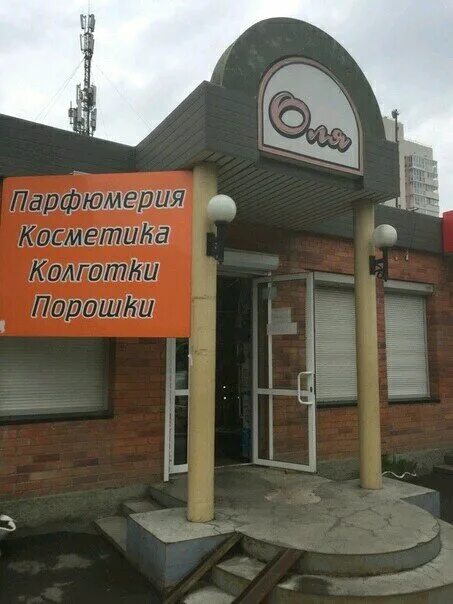 Оля
Парфюмерия
Косметика
Колготки
Порошки